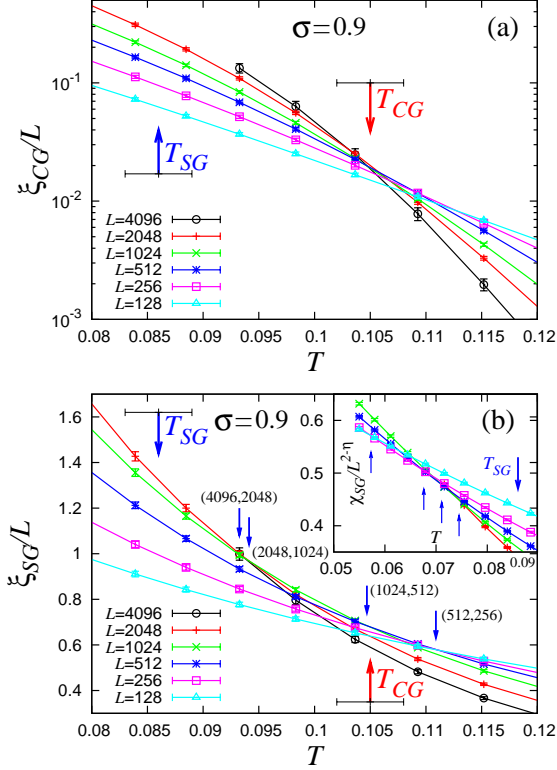 σ=0.9
(a)
10^-1
10^-2
10^-3
ξ_CG/L
T_CG
T_SG
L=4096
L=2048
L=1024
L=512
L=256
L=128
0.08 0.085 0.09 0.095 0.1 0.105 0.11 0.115 0.12
T
σ=0.9
(b)
1.6
1.4
1.2
1
0.8
0.6
0.4
ξ_SG/L
T_SG
(4096,2048)
(2048,1024)
(1024,512)
(512,256)
0.6
0.5
0.4
χ_SG/L^2-η
T_SG
T
0.05 0.06 0.07 0.08 0.09
L=4096
L=2048
L=1024
L=512
L=256
L=128
T_CG
0.08 0.085 0.09 0.095 0.1 0.105 0.11 0.115 0.12
T